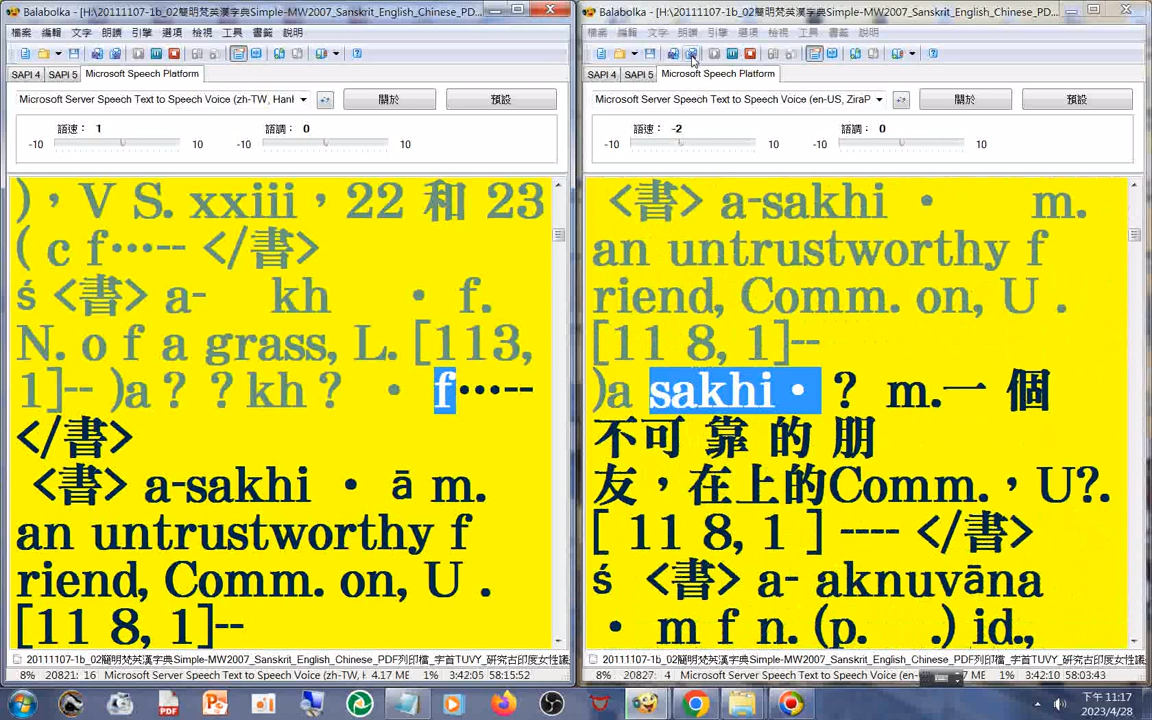 Balabolka - [H:\20111107-1b_02簡明梵英漢字典Simple-MW2007_Sanskrit_English_Chinese_PD...
檔案 編輯 文字 朗讀 引擎 選項 檢視 工具 書籤 說明
SAPI 4 SAPI 5 Microsoft Speech Platform
Microsoft Server Speech Text to Speech Voice (zh-TW, HanH
關於 預設
語速: 1 語調: 0
-10 10 -10 10
)，V S. xxiii，22 和 23
( c f…-- </書>
ś <書> a- kh • f.
N. o f a grass, L. [113,
1]-- )a？？kh？ • f…--
</書>
<書> a-sakhi • ā m.
an untrustworthy f
riend, Comm. on, U .
[11 8, 1]--
20111107-1b_02簡明梵英漢字典Simple-MW2007_Sanskrit_English_Chinese_PDF列印檔_字首TUVY_研究古印度女性議
8% 20821: 16 Microsoft Server Speech Text to Speech Voice (zh-TW, H 4.17 ME 1% 3:42:05 58:15:52
Balabolka - [H:\20111107-1b_02簡明梵英漢字典Simple-MW2007_Sanskrit_English_Chinese_PDF...
檔案 編輯 文字 朗讀 引擎 選項 檢視 工具 書籤 說明
SAPI 4 SAPI 5 Microsoft Speech Platform
Microsoft Server Speech Text to Speech Voice (en-US, ZiraP
關於 預設
語速: -2 語調: 0
-10 10 -10 10
<書> a-sakhi • m.
an untrustworthy f
riend, Comm. on, U .
[11 8, 1]--
)a sakhi• ？ m.一 個
不可 靠 的 朋
友，在上的Comm.，U?.
[ 11 8, 1 ] ---- </書>
ś <書> a- aknuvāna
• m f n. (p. .) id.,
20111107-1b_02簡明梵英漢字典Simple-MW2007_Sanskrit_English_Chinese_PDF列印檔_字首TUVY_研究古印度女性議
8% 20827: 4 Microsoft Server Speech Text to Speech Voice (en- 4.17 ME 1% 3:42:10 58:03:43
下午 11:17
2023/4/28